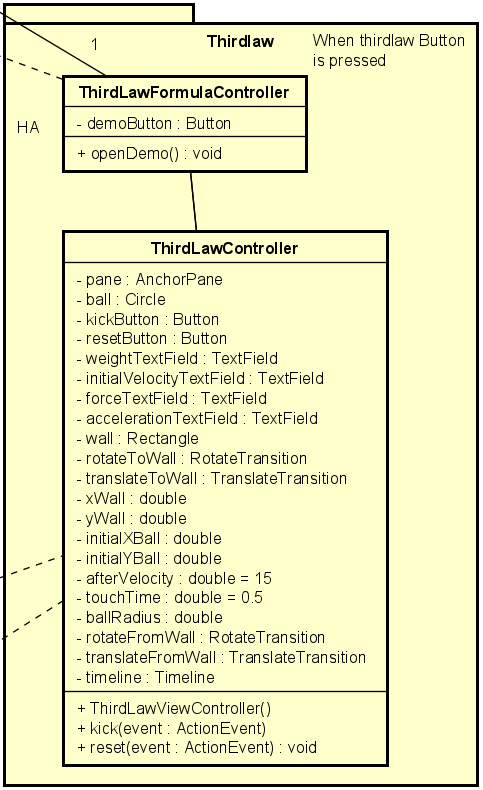 1
Thirdlaw
When thirdlaw Button
is pressed
ThirdLawFormulaController
- demoButton : Button
+ openDemo() : void
HA
ThirdLawController
- pane : AnchorPane
- ball : Circle
- kickButton : Button
- resetButton : Button
- weightTextField : TextField
- initialVelocityTextField : TextField
- forceTextField : TextField
- accelerationTextField : TextField
- wall : Rectangle
- rotateToWall : RotateTransition
- translateToWall : TranslateTransition
- xWall : double
- yWall : double
- initialXBall : double
- initialYBall : double
- afterVelocity : double = 15
- touchTime : double = 0.5
- ballRadius : double
- rotateFromWall : RotateTransition
- translateFromWall : TranslateTransition
- timeline : Timeline
+ ThirdLawViewController()
+ kick(event : ActionEvent)
+ reset(event : ActionEvent) : void